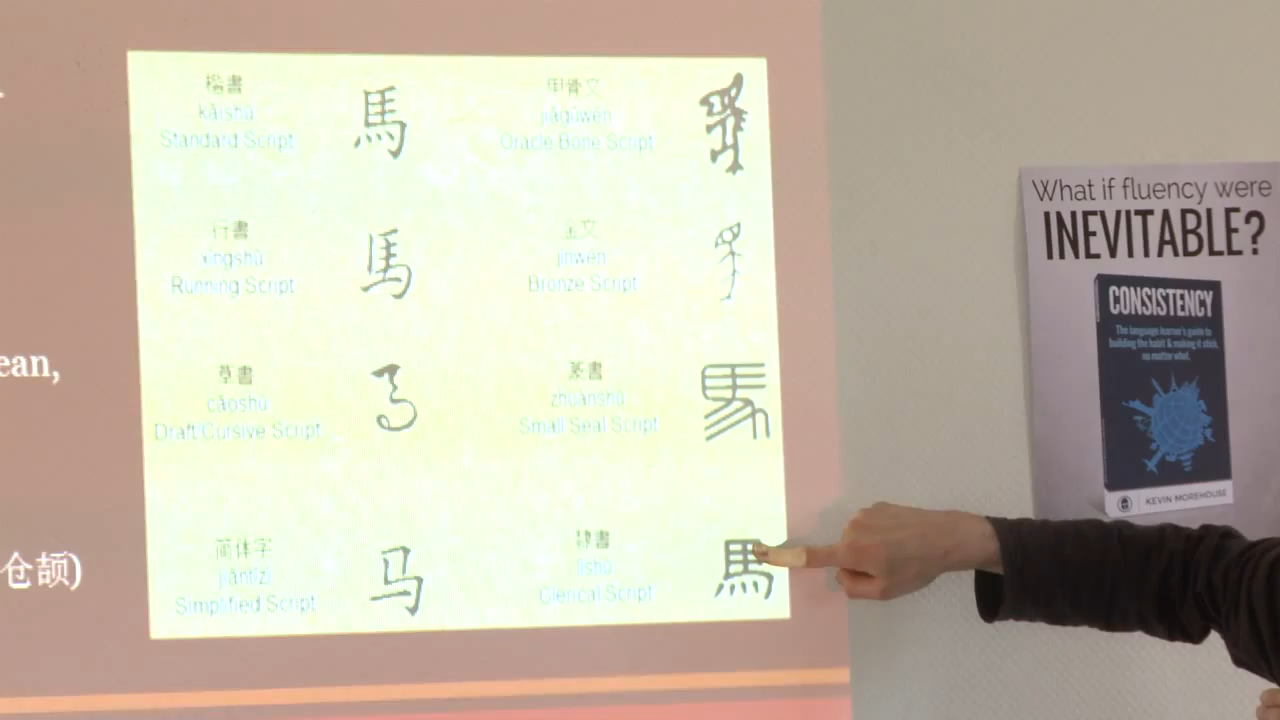 ean,
仓颉)
楷書
kǎishū
Standard Script
馬
甲骨文
jiǎgǔwén
Oracle Bone Script
行書
xíngshū
Running Script
馬
金文
jīnwén
Bronze Script
草書
cǎoshū
Draft/Cursive Script
篆書
zhuànshū
Small Seal Script
馬
简体字
jiǎntǐzì
Simplified Script
马
隸書
lìshū
Clerical Script
馬
What if fluency were
INEVITABLE?
CONSISTENCY
The language learner's guide to
building the habit & making it stick,
no matter what.
KEVIN MOREHOUSE